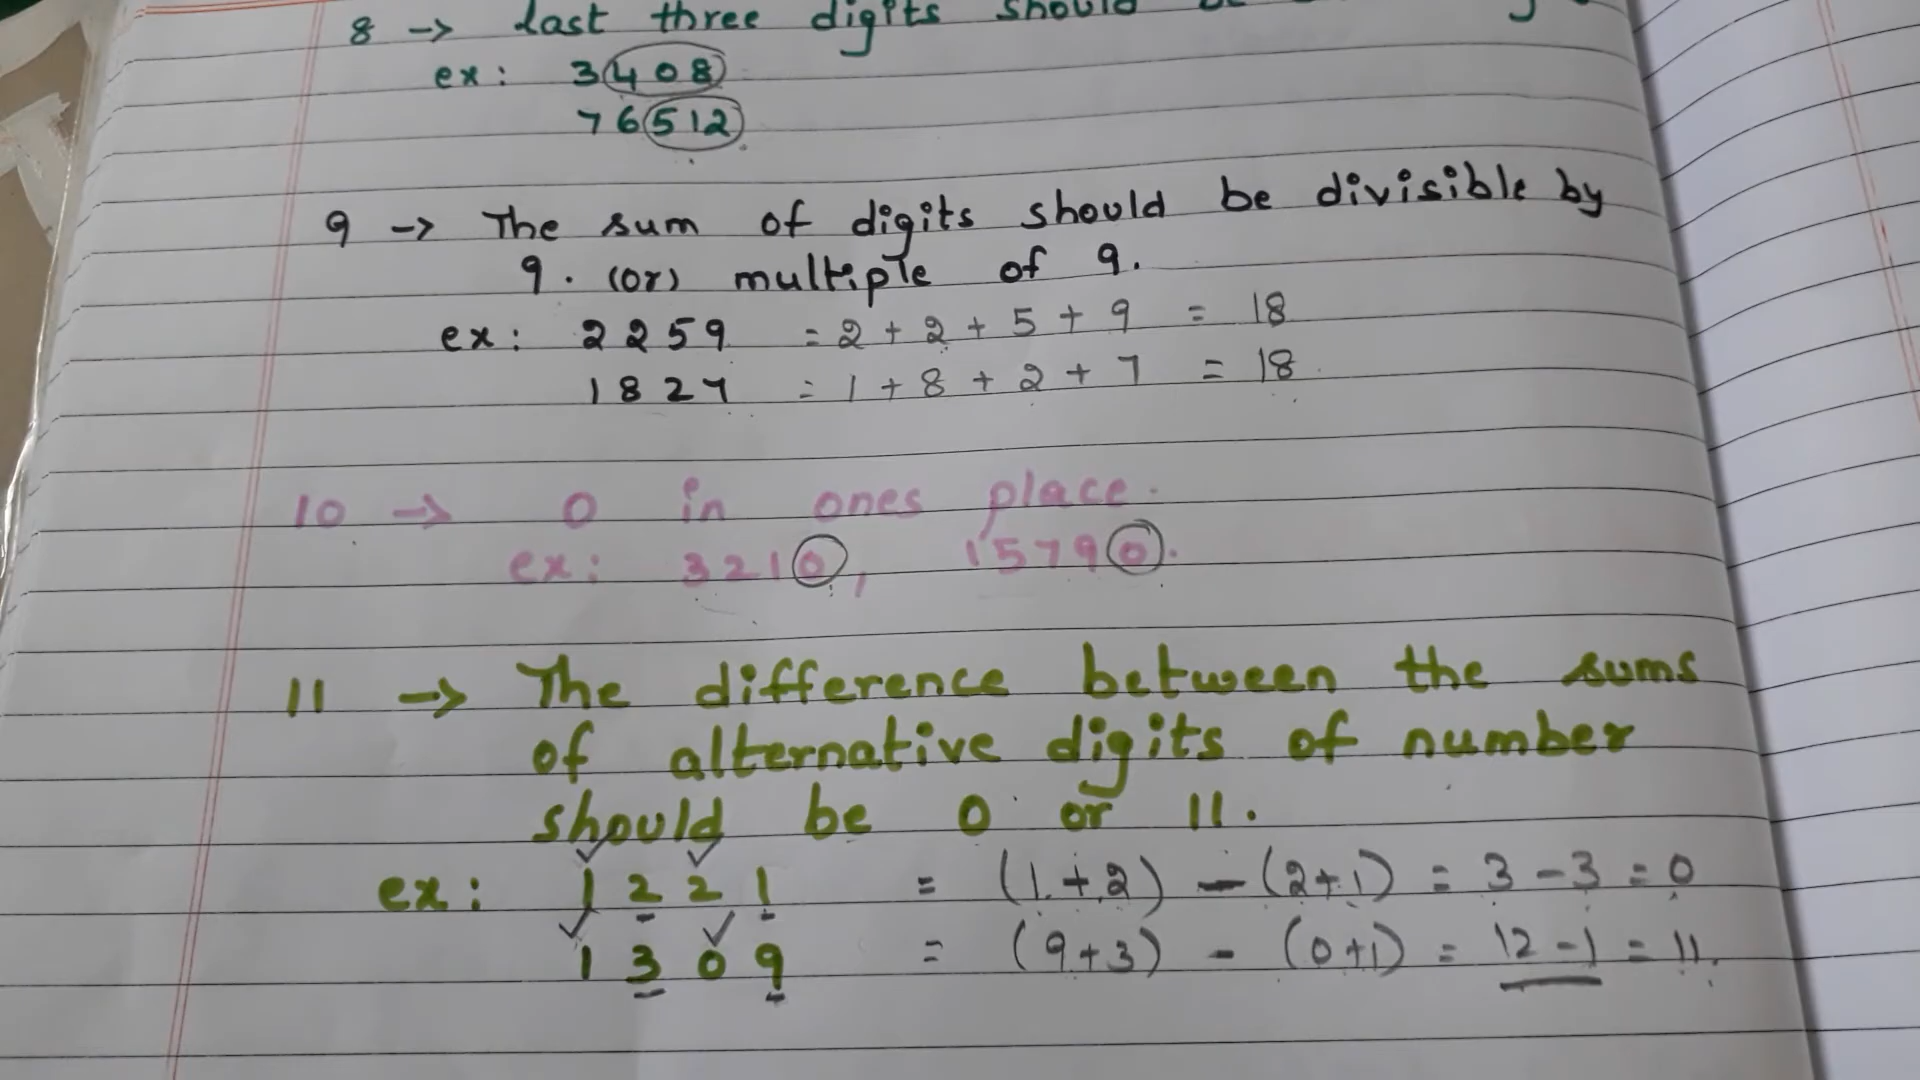 8 -> last three digits should
ex: 3408
76512
9 -> The sum of digits should be divisible by
9. (or) multiple of 9.
ex: 2259 = 2 + 2 + 5 + 9 = 18
1827 = 1 + 8 + 2 + 7 = 18
10 -> 0 in ones place.
ex: 3210, 15790.
11 -> The difference between the sums
of alternative digits of number
should be 0 or 11.
ex: 1221 = (1+2) - (2+1) = 3 - 3 = 0
1309 = (9+3) - (0+1) = 12 - 1 = 11.